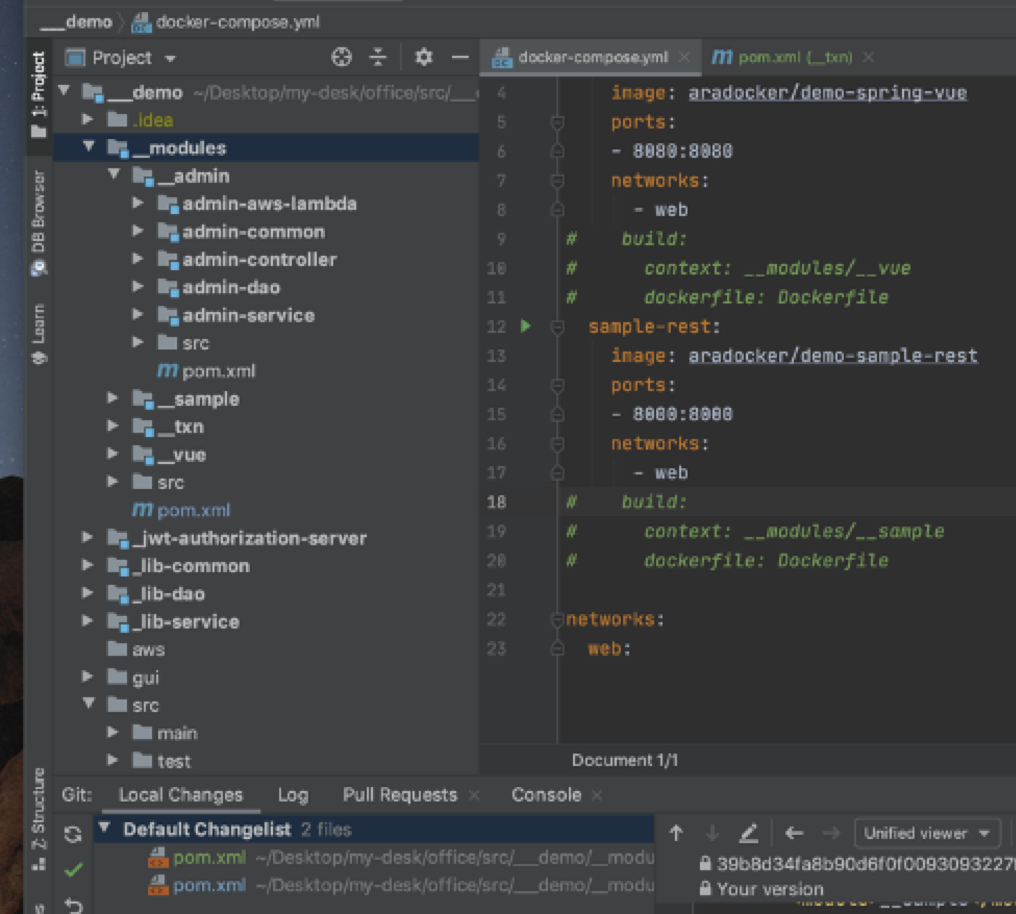 ___demo docker-compose.yml
1: Project
DB Browser
Learn
Z: Structure
Project
___demo ~/Desktop/my-desk/office/src/___
.idea
__modules
__admin
admin-aws-lambda
admin-common
admin-controller
admin-dao
admin-service
src
pom.xml
__sample
__txn
__vue
src
pom.xml
_jwt-authorization-server
_lib-common
_lib-dao
_lib-service
aws
gui
src
main
test
docker-compose.yml
pom.xml (__txn)
4 image: aradocker/demo-spring-vue
5 ports:
6 - 8080:8080
7 networks:
8 - web
9 # build:
10 # context: __modules/__vue
11 # dockerfile: Dockerfile
12 sample-rest:
13 image: aradocker/demo-sample-rest
14 ports:
15 - 8000:8000
16 networks:
17 - web
18 # build:
19 # context: __modules/__sample
20 # dockerfile: Dockerfile
21
22 networks:
23 web:
Document 1/1
Git: Local Changes Log Pull Requests Console
Default Changelist 2 files
pom.xml ~/Desktop/my-desk/office/src/___demo/__modu
pom.xml ~/Desktop/my-desk/office/src/___demo/__modu
Unified viewer
39b8d34fa8b90d6f0f0093093227f
Your version